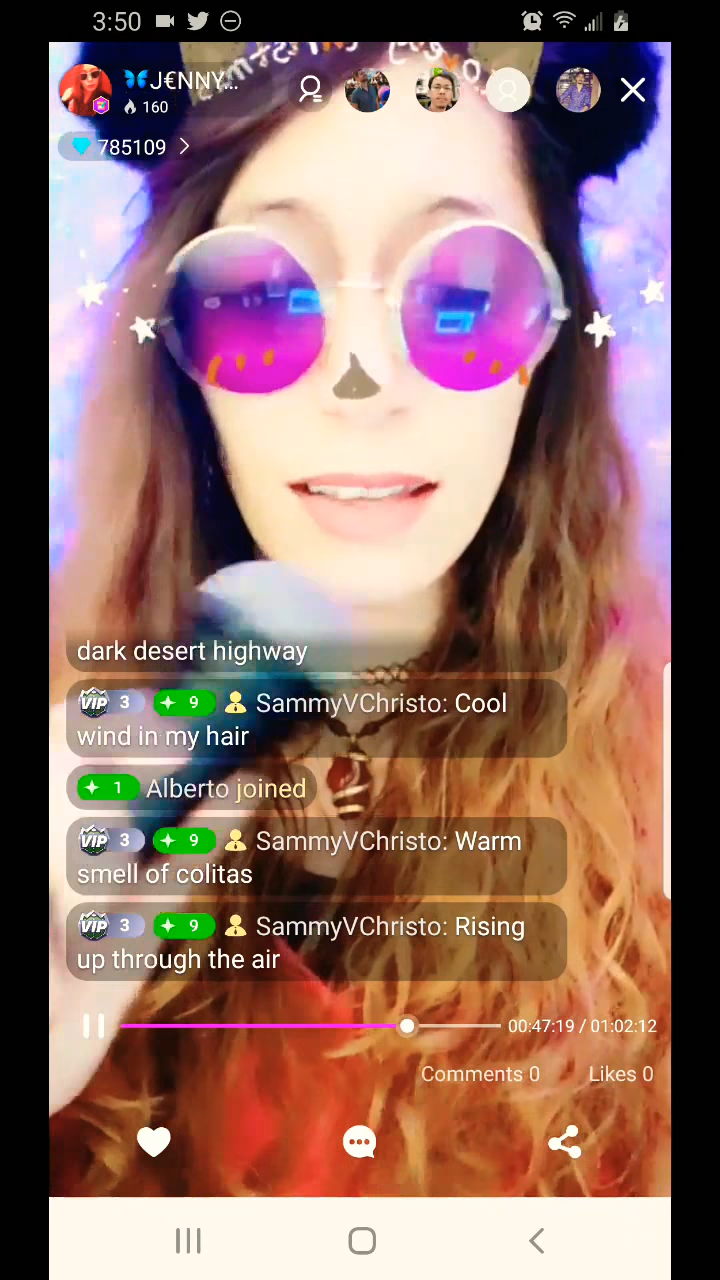 3:50
J€NNY...
160
785109
dark desert highway
VIP 3 9 SammyVChristo: Cool
wind in my hair
1 Alberto joined
VIP 3 9 SammyVChristo: Warm
smell of colitas
VIP 3 9 SammyVChristo: Rising
up through the air
00:47:19 / 01:02:12
Comments 0 Likes 0